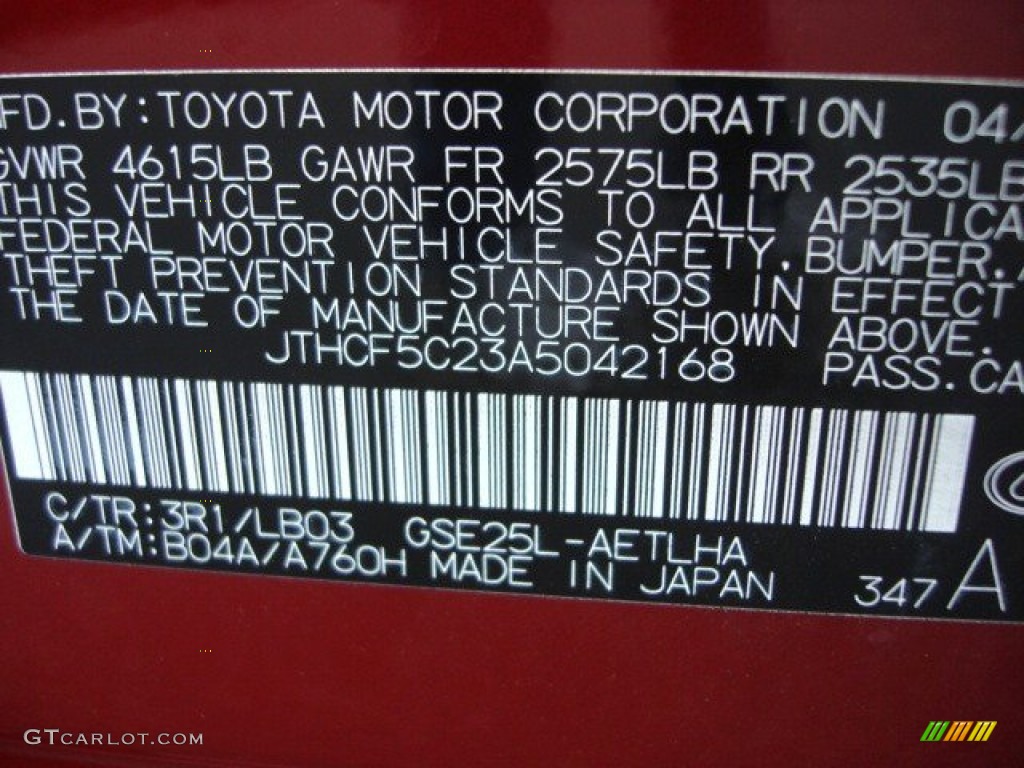 FD. BY: TOYOTA MOTOR CORPORATION 04/
GVWR 4615LB GAWR FR 2575LB RR 2535LB
THIS VEHICLE CONFORMS TO ALL APPLICA
FEDERAL MOTOR VEHICLE SAFETY, BUMPER,
THEFT PREVENTION STANDARDS IN EFFECT
THE DATE OF MANUFACTURE SHOWN ABOVE.
JTHCF5C23A5042168 PASS.CA
C/TR:3R1/LB03 GSE25L-AETLHA
A/TM:B04A/A760H MADE IN JAPAN 347 A
GTCARLOT.COM